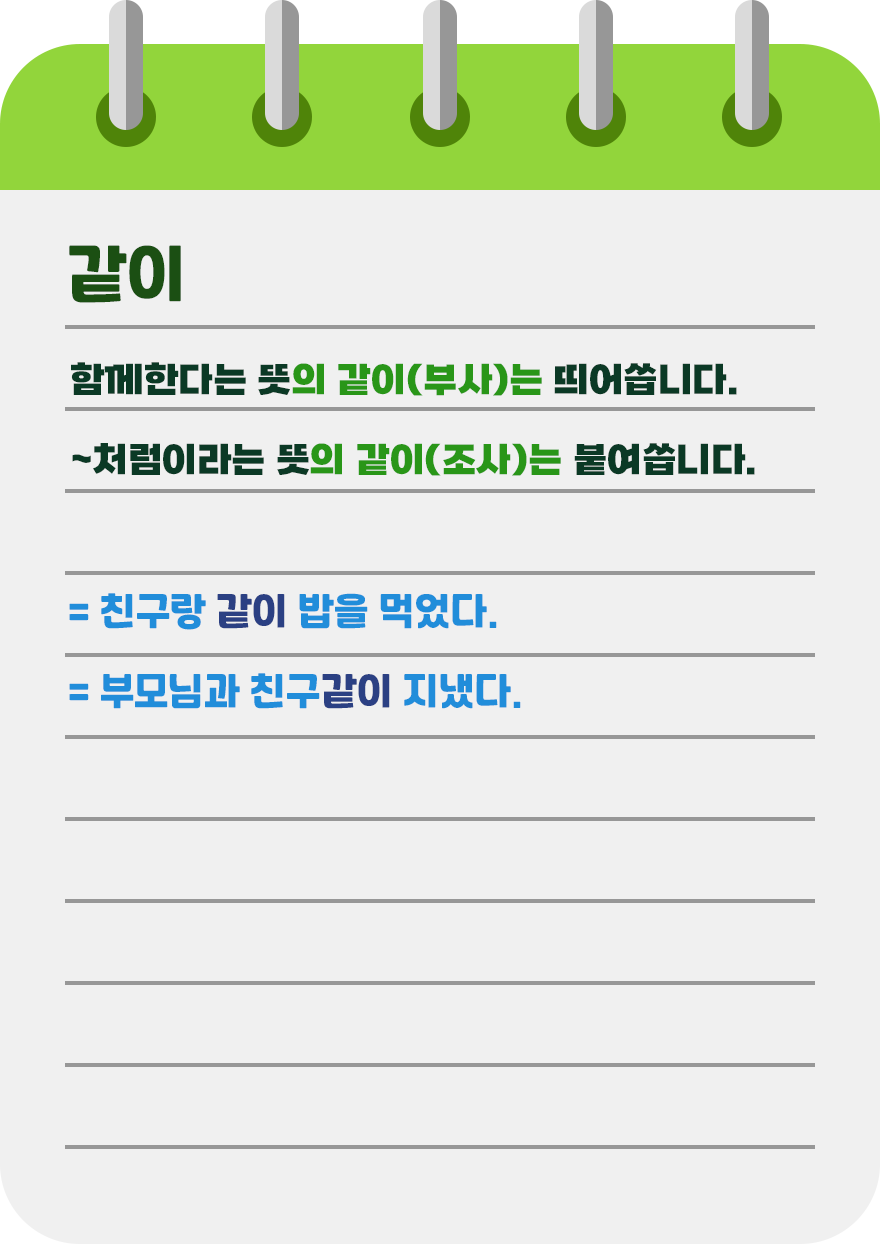 같이
함께한다는 뜻의 같이(부사)는 띄어씁니다.
~처럼이라는 뜻의 같이(조사)는 붙여씁니다.
= 친구랑 같이 밥을 먹었다.
= 부모님과 친구같이 지냈다.